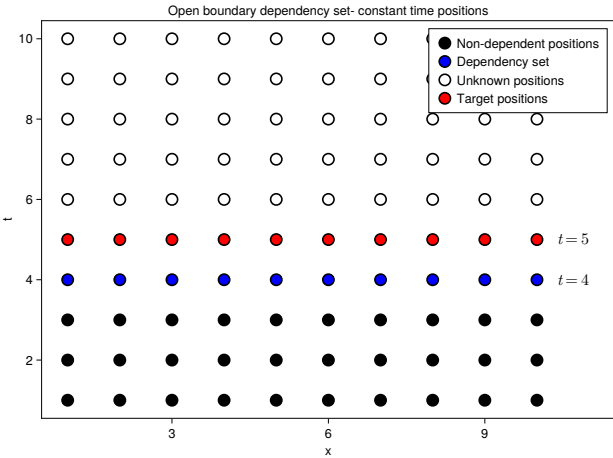 Open boundary dependency set- constant time positions
Non-dependent positions
Dependency set
Unknown positions
Target positions
10
8
6
4
2
t
t = 5
t = 4
3
6
9
x